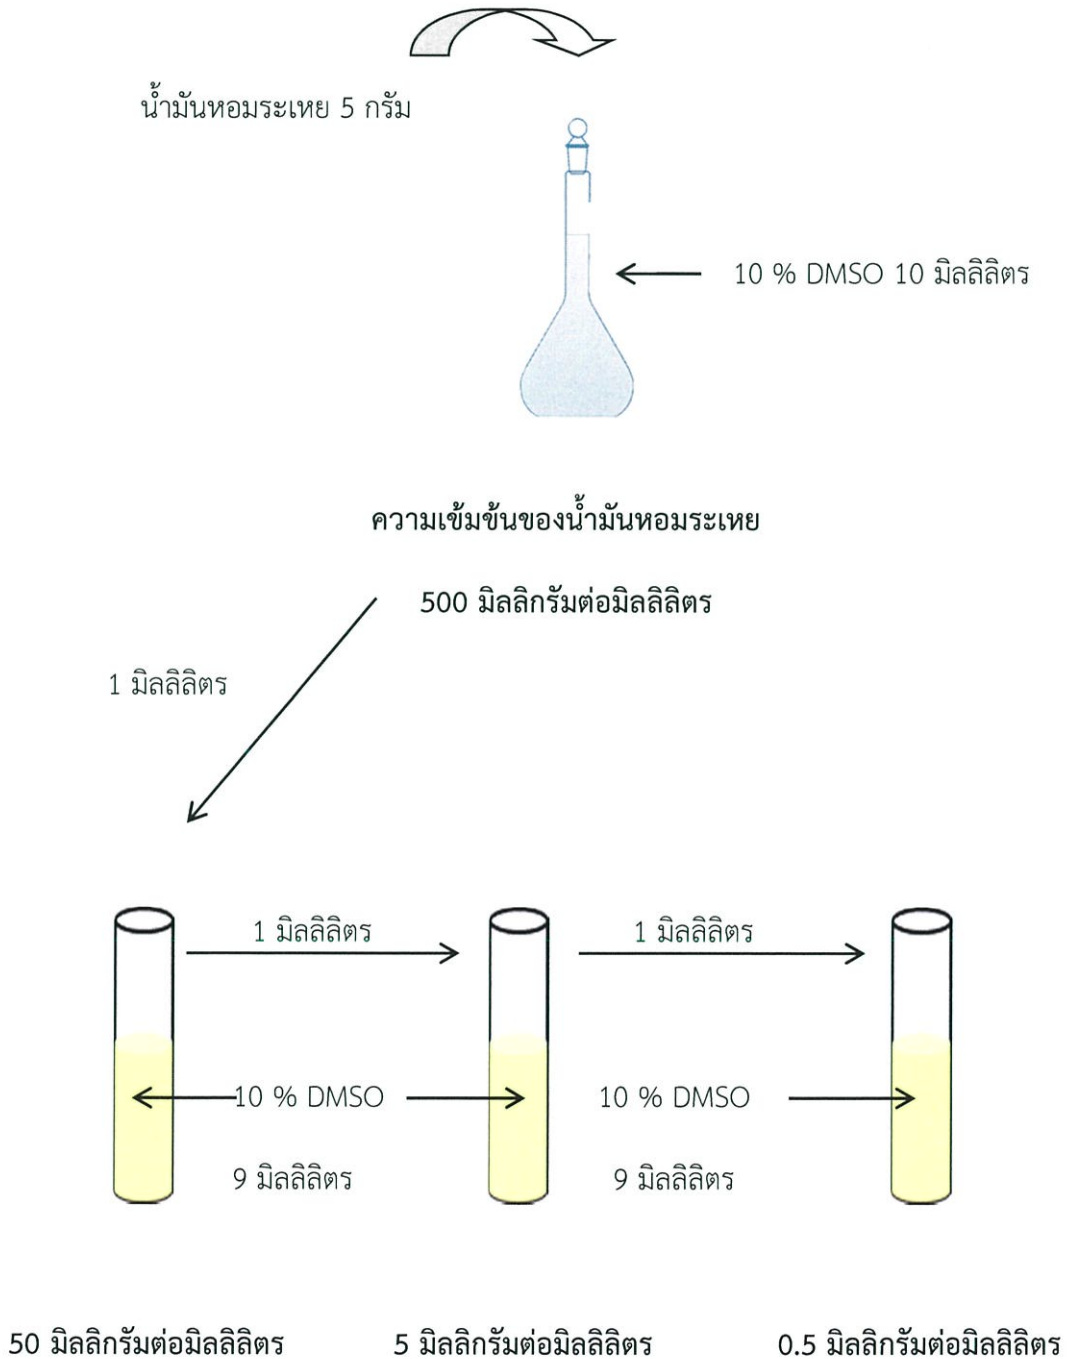 น้ำมันหอมระเหย 5 กรัม
10 % DMSO 10 มิลลิลิตร
ความเข้มข้นของน้ำมันหอมระเหย
500 มิลลิกรัมต่อมิลลิลิตร
1 มิลลิลิตร
1 มิลลิลิตร
1 มิลลิลิตร
10 % DMSO
10 % DMSO
9 มิลลิลิตร
9 มิลลิลิตร
50 มิลลิกรัมต่อมิลลิลิตร
5 มิลลิกรัมต่อมิลลิลิตร
0.5 มิลลิกรัมต่อมิลลิลิตร